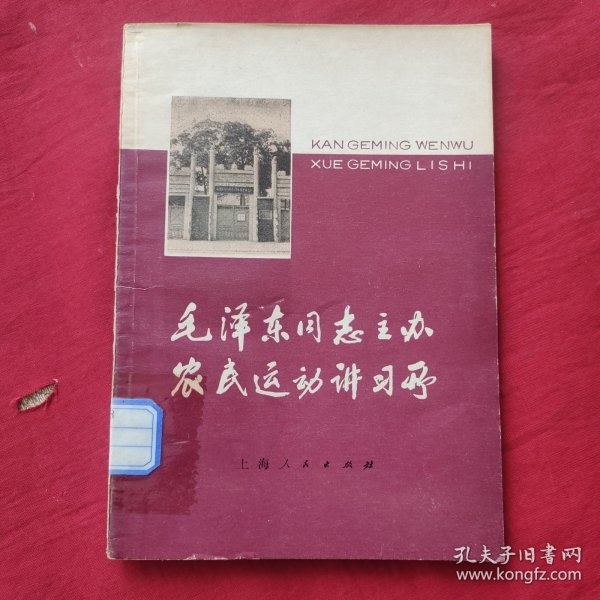 KAN GEMING WENWU
XUE GEMING LISHI
毛泽东同志主办
农民运动讲习所
上海人民出版社
孔夫子旧书网
www.kongfz.com